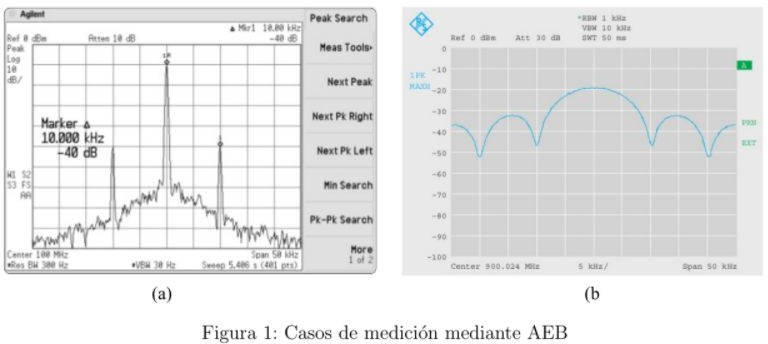 Agilent
Peak Search
▲ Mkr1 10.00 kHz
Ref 0 dBm
Atten 10 dB
-40 dB
Peak
Log
10
dB/
1R
Meas Tools▸
Next Peak
Next Pk Right
Marker ▵
10.000 kHz
-40 dB
1
Next Pk Left
W1 S2
S3 FS
AA
Min Search
Pk-Pk Search
Center 100 MHz
Span 50 kHz
#Res BW 300 Hz
#VBW 30 Hz
Sweep 5.406 s (401 pts)
More
1 of 2
(a)
*RBW 1 kHz
VBW 10 kHz
Ref 0 dBm
Att 30 dB
SWT 50 ms
0
A
-10
1 PK
MAXH
-20
-30
PRN
-40
EXT
-50
-60
-70
-80
-90
-100
Center 900.024 MHz
5 kHz/
Span 50 kHz
(b)
Figura 1: Casos de medición mediante AEB